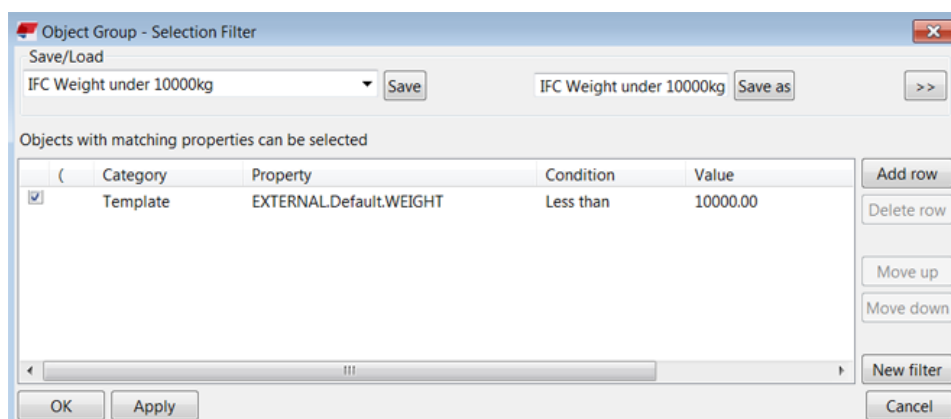 Object Group - Selection Filter
Save/Load
IFC Weight under 10000kg Save IFC Weight under 10000kg Save as >>
Objects with matching properties can be selected
( Category Property Condition Value Add row
Template EXTERNAL.Default.WEIGHT Less than 10000.00
Delete row
Move up
Move down
New filter
OK Apply Cancel